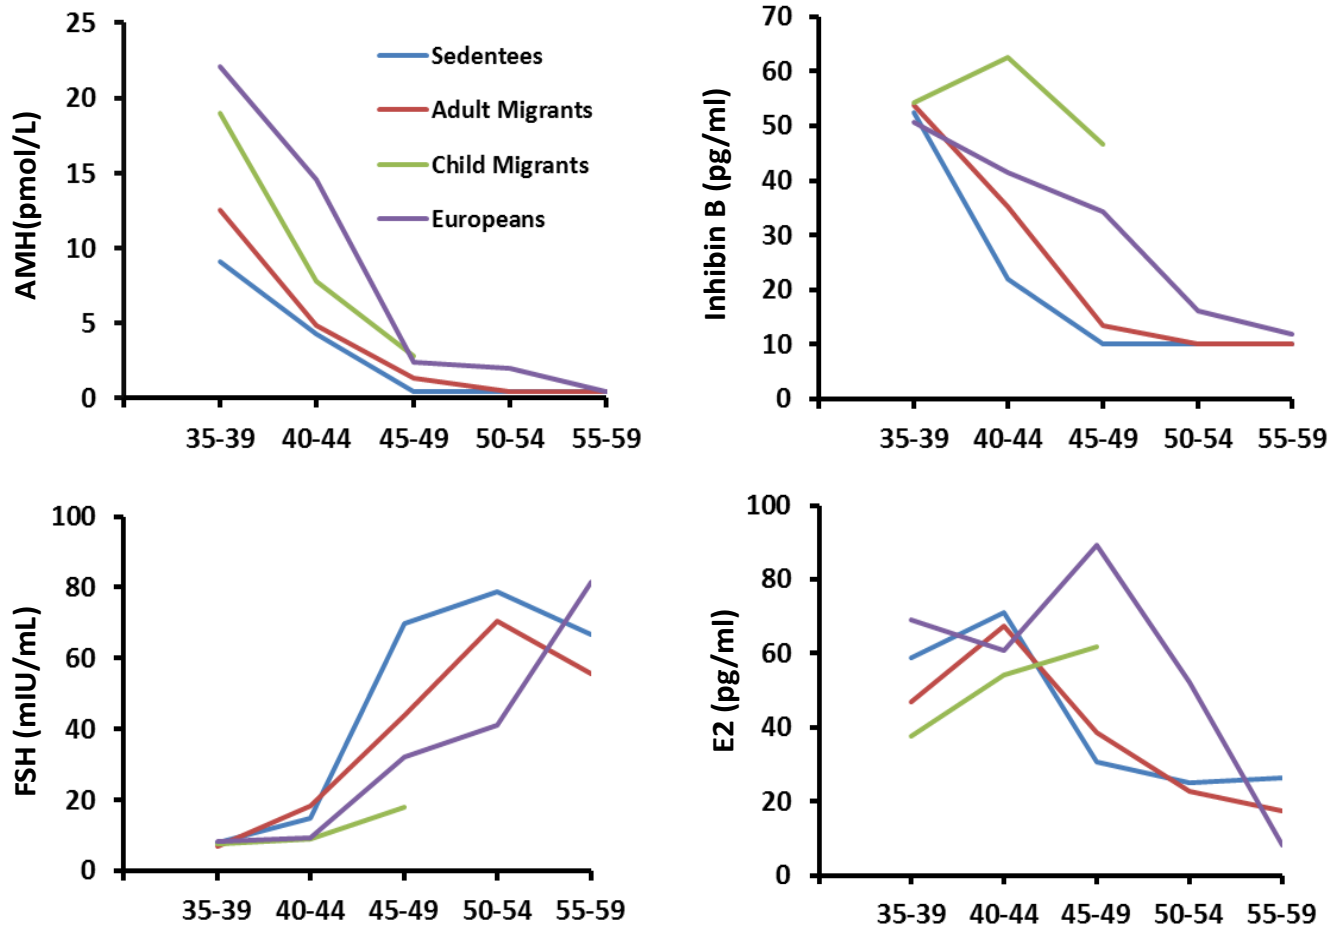 AMH(pmol/L)
25
20
15
10
5
0
Sedentees
Adult Migrants
Child Migrants
Europeans
35-39 40-44 45-49 50-54 55-59
Inhibin B (pg/ml)
70
60
50
40
30
20
10
0
35-39 40-44 45-49 50-54 55-59
FSH (mIU/mL)
100
80
60
40
20
0
35-39 40-44 45-49 50-54 55-59
E2 (pg/ml)
100
80
60
40
20
0
35-39 40-44 45-49 50-54 55-59